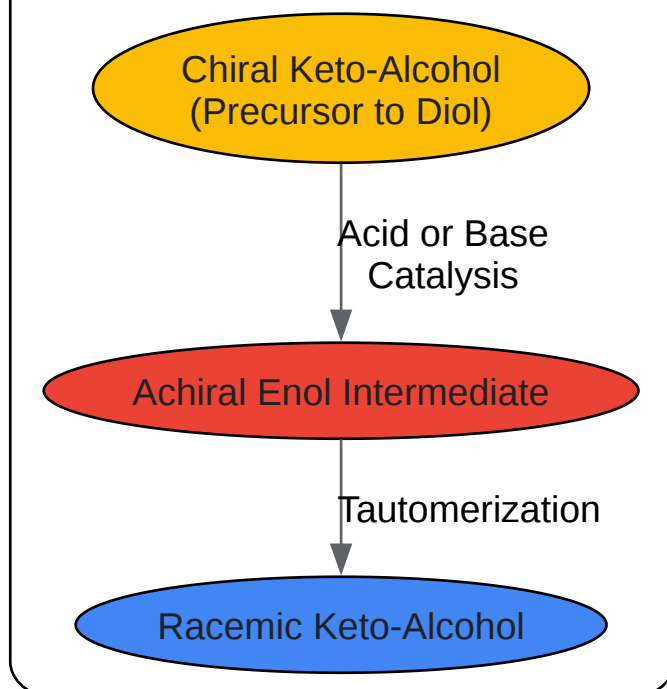 Chiral Keto-Alcohol
(Precursor to Diol)
Acid or Base
Catalysis
Achiral Enol Intermediate
Tautomerization
Racemic Keto-Alcohol